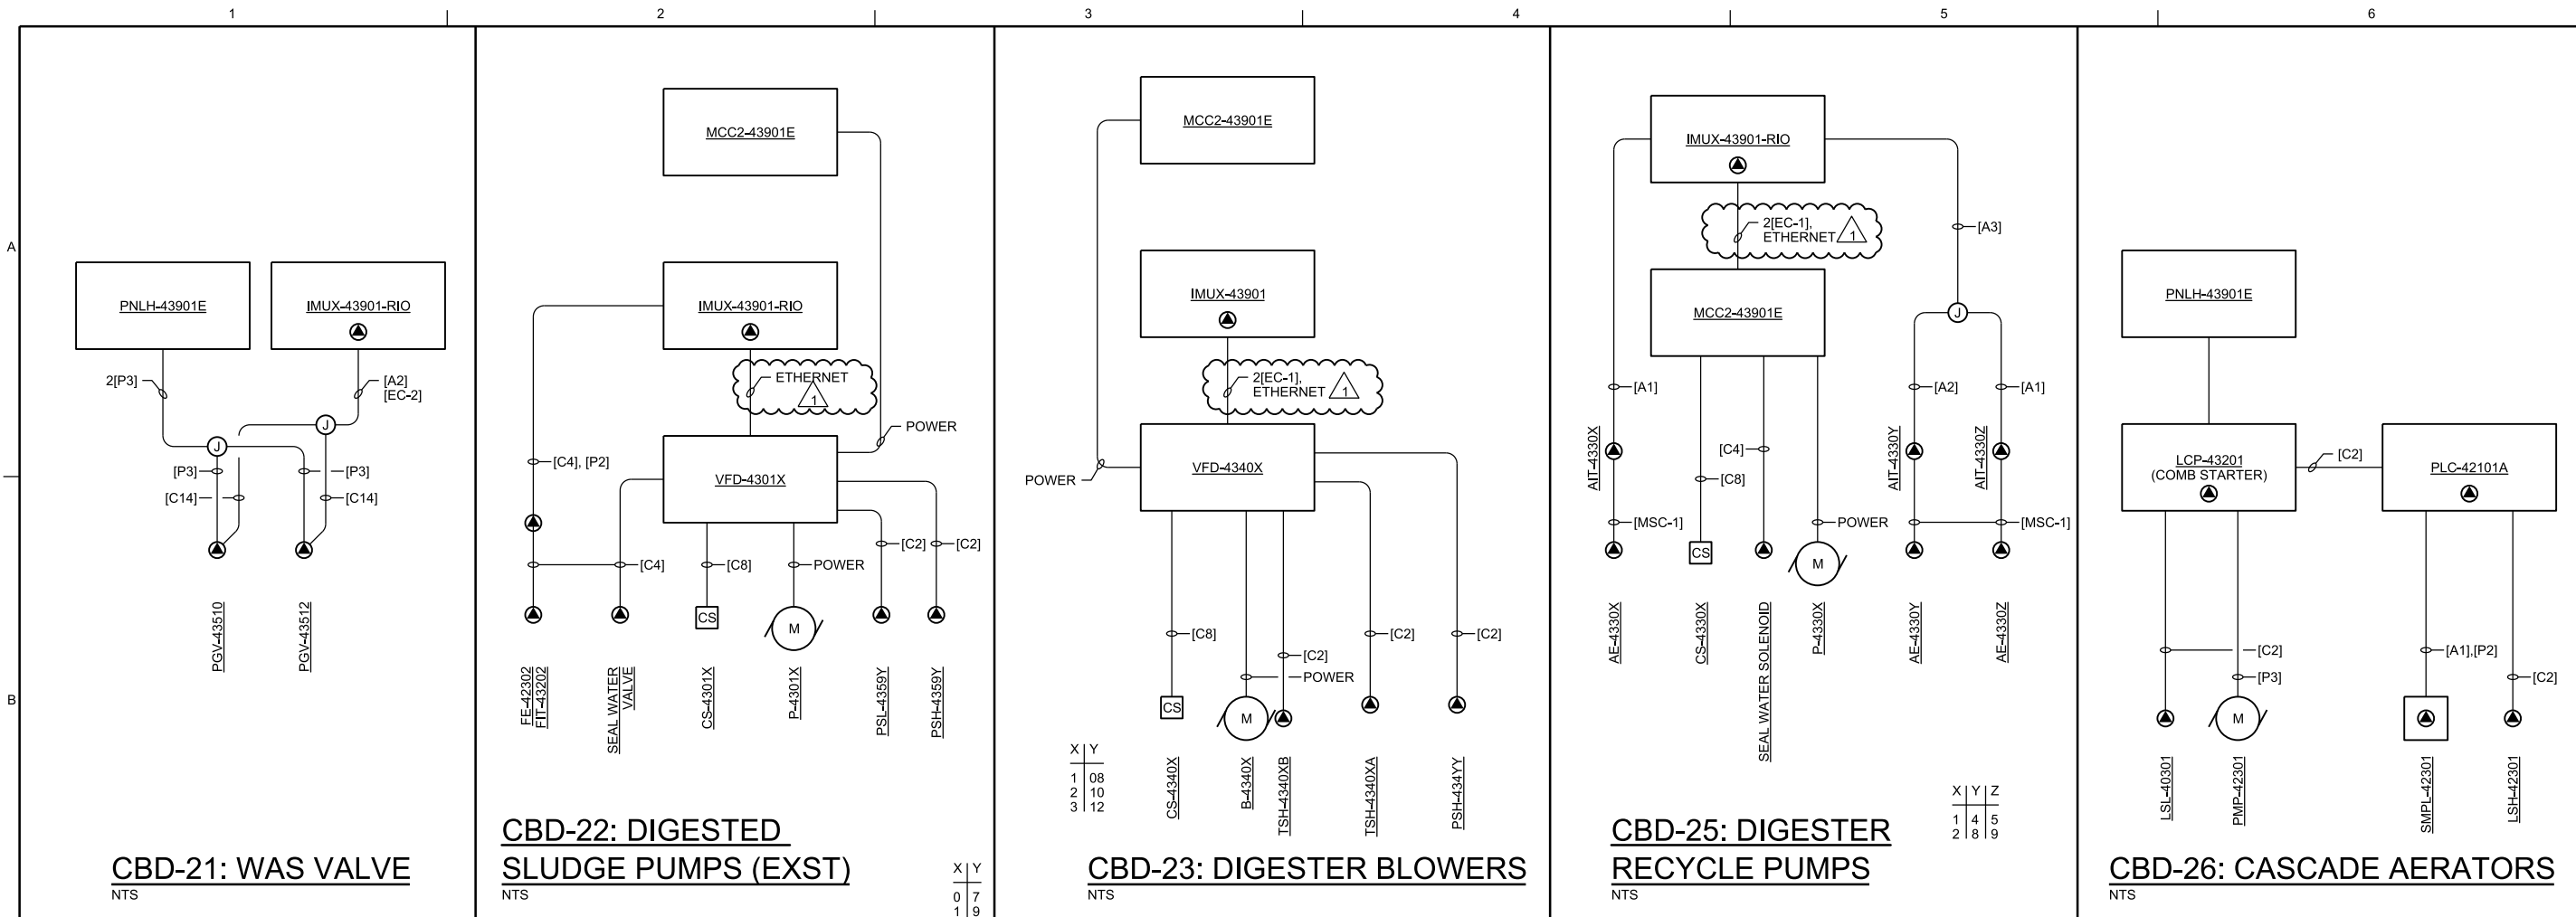 1
2
3
4
5
6
A
B
PNLH-43901E
IMUX-43901-RIO
2[P3]
[A2]
[EC-2]
J
J
[P3]
[P3]
[C14]
[C14]
PGV-43510
PGV-43512
CBD-21: WAS VALVE
NTS
MCC2-43901E
IMUX-43901-RIO
ETHERNET
1
POWER
VFD-4301X
[C4], [P2]
[C4]
[C8]
POWER
[C2]
[C2]
CS
M
FE-42302
FIT-43202
SEAL WATER
VALVE
CS-4301X
P-4301X
PSL-4359Y
PSH-4359Y
CBD-22: DIGESTED
SLUDGE PUMPS (EXST)
NTS
X Y
0 7
1 9
MCC2-43901E
IMUX-43901
2[EC-1],
ETHERNET
1
POWER
VFD-4340X
[C8]
[C2]
POWER
[C2]
[C2]
CS
M
CS-4340X
B-4340X
TSH-4340XB
TSH-4340XA
PSH-434YY
X Y
1 08
2 10
3 12
CBD-23: DIGESTER BLOWERS
NTS
IMUX-43901-RIO
2[EC-1],
ETHERNET
1
[A3]
MCC2-43901E
J
[A1]
[A2]
[A1]
AIT-4330X
AIT-4330Y
AIT-4330Z
[C4]
[C8]
[MSC-1]
POWER
[MSC-1]
CS
M
AE-4330X
CS-4330X
SEAL WATER SOLENOID
P-4330X
AE-4330Y
AE-4330Z
X Y Z
1 4 5
2 8 9
CBD-25: DIGESTER
RECYCLE PUMPS
NTS
PNLH-43901E
LCP-43201
(COMB STARTER)
[C2]
PLC-42101A
[C2]
[P3]
[A1],[P2]
[C2]
M
LSL-40301
PMP-42301
SMPL-42301
LSH-42301
CBD-26: CASCADE AERATORS
NTS